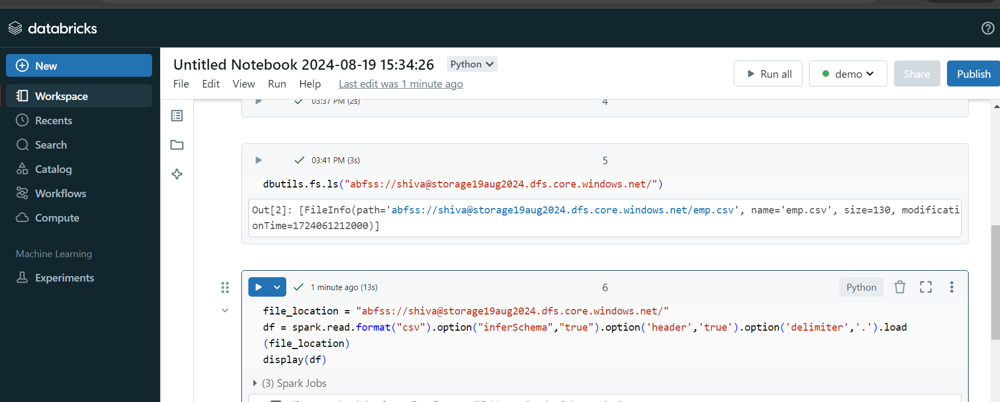 databricks
New
Workspace
Recents
Search
Catalog
Workflows
Compute
Machine Learning
Experiments
Untitled Notebook 2024-08-19 15:34:26
Python
File Edit View Run Help Last edit was 1 minute ago
Run all
demo
Share
Publish
03:37 PM (2s)
4
03:41 PM (3s)
5
dbutils.fs.ls("abfss://shiva@storage19aug2024.dfs.core.windows.net/")
Out[2]: [FileInfo(path='abfss://shiva@storage19aug2024.dfs.core.windows.net/emp.csv', name='emp.csv', size=130, modificati
onTime=1724061212000)]
1 minute ago (13s)
6
Python
file_location = "abfss://shiva@storage19aug2024.dfs.core.windows.net/"
df = spark.read.format("csv").option("inferSchema","true").option('header','true').option('delimiter','.').load
(file_location)
display(df)
(3) Spark Jobs